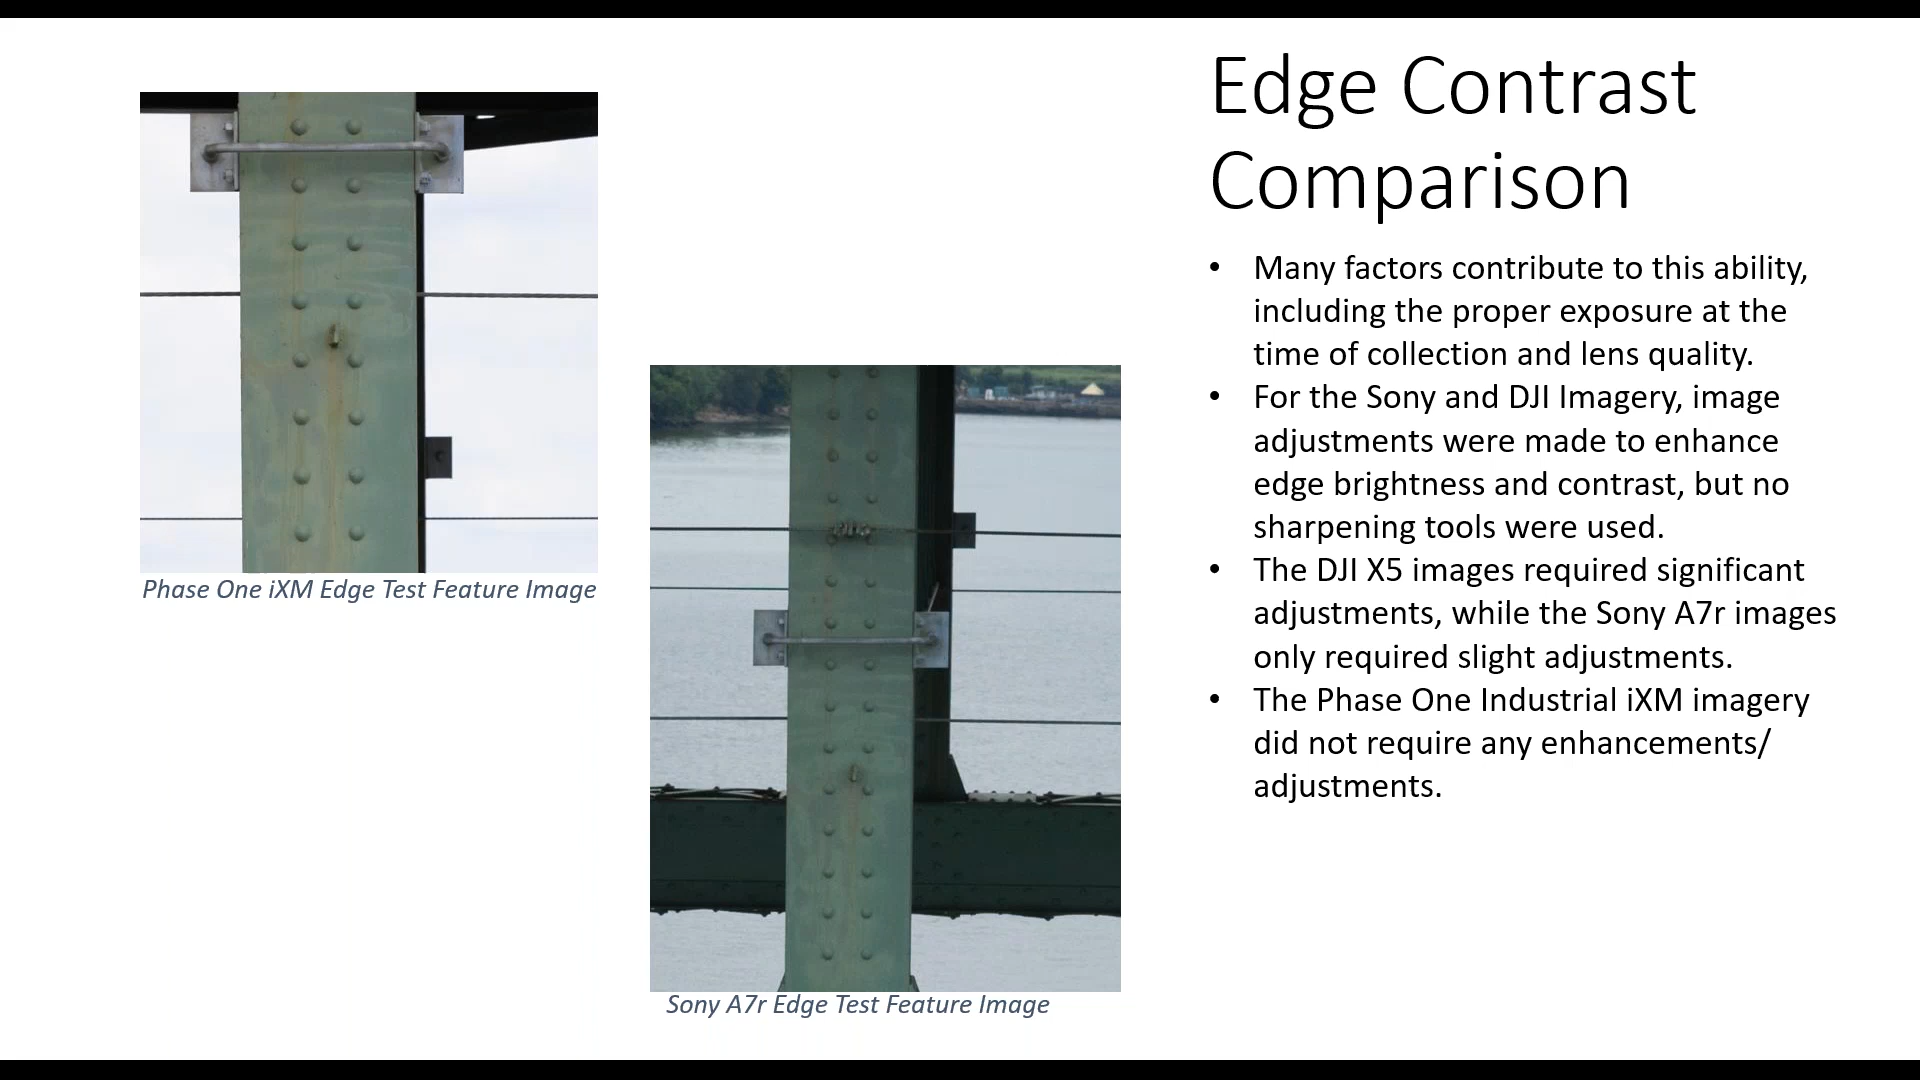 Edge Contrast
Comparison
• Many factors contribute to this ability,
including the proper exposure at the
time of collection and lens quality.
• For the Sony and DJI Imagery, image
adjustments were made to enhance
edge brightness and contrast, but no
sharpening tools were used.
• The DJI X5 images required significant
adjustments, while the Sony A7r images
only required slight adjustments.
• The Phase One Industrial iXM imagery
did not require any enhancements/
adjustments.
Phase One iXM Edge Test Feature Image
Sony A7r Edge Test Feature Image